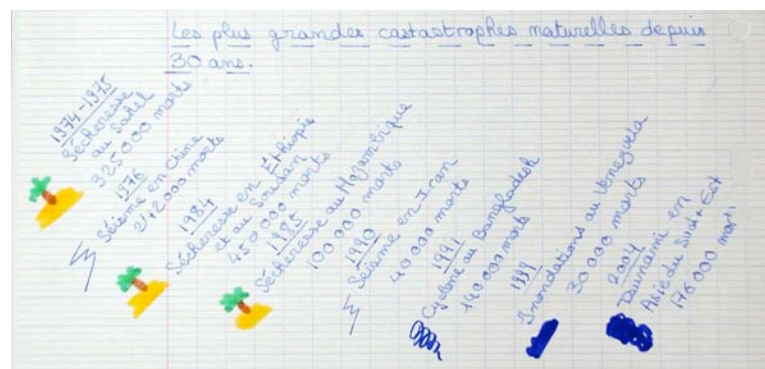 Les plus grandes castastrophes naturelles depuis
30 ans.
1974-1975
Sécheresse
au Sahel
325 000 morts
1976
Séisme en Chine
242 000 morts
1984
Sécheresse en Éthiopie
et au Soudan
450 000 morts
1985
Sécheresse au Mozambique
100 000 morts
1990
Séisme en Iran
40 000 morts
1991
Cyclone au Bangladesh
140 000 morts
1999
Inondations au Venezuela
30 000 morts
2004
Tsunami en
Asie du Sud-Est
176 000 morts